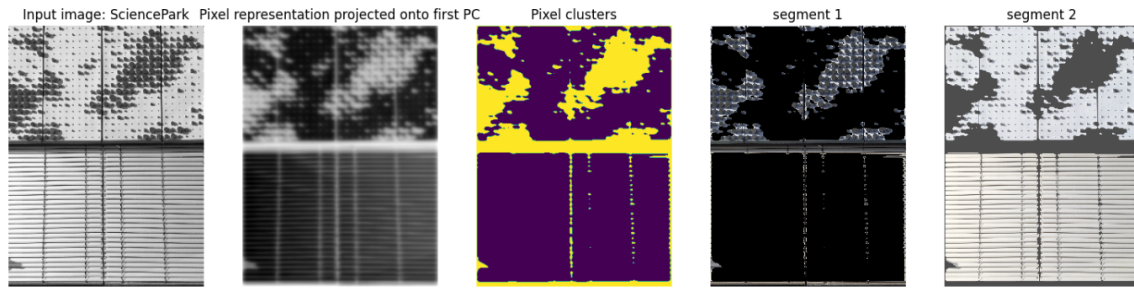 Input image: SciencePark
Pixel representation projected onto first PC
Pixel clusters
segment 1
segment 2